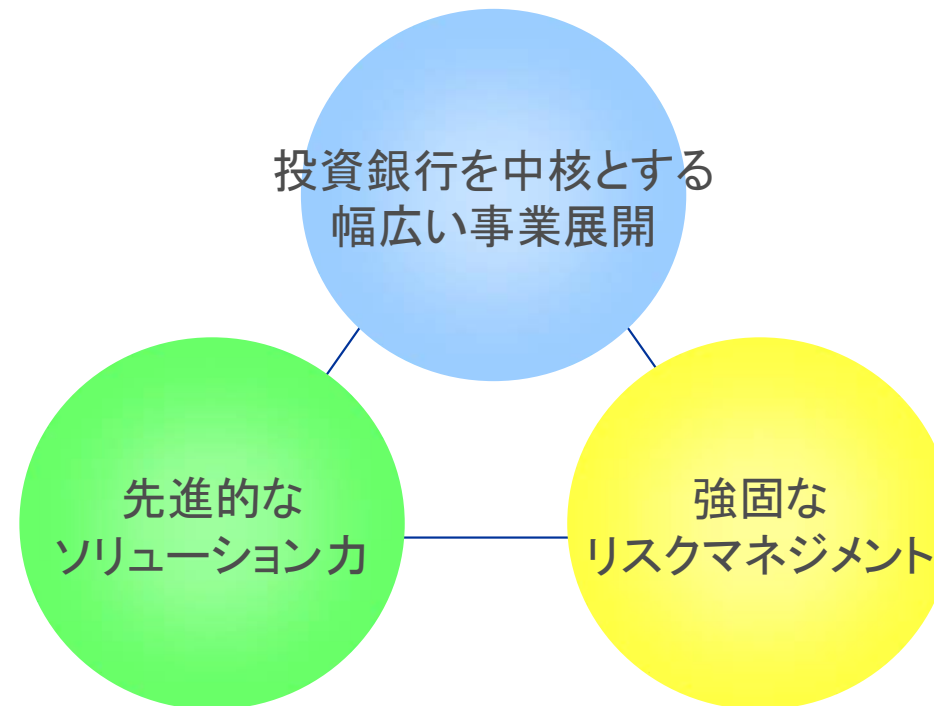 投資銀行を中核とする
幅広い事業展開
先進的な
ソリューション力
強固な
リスクマネジメント